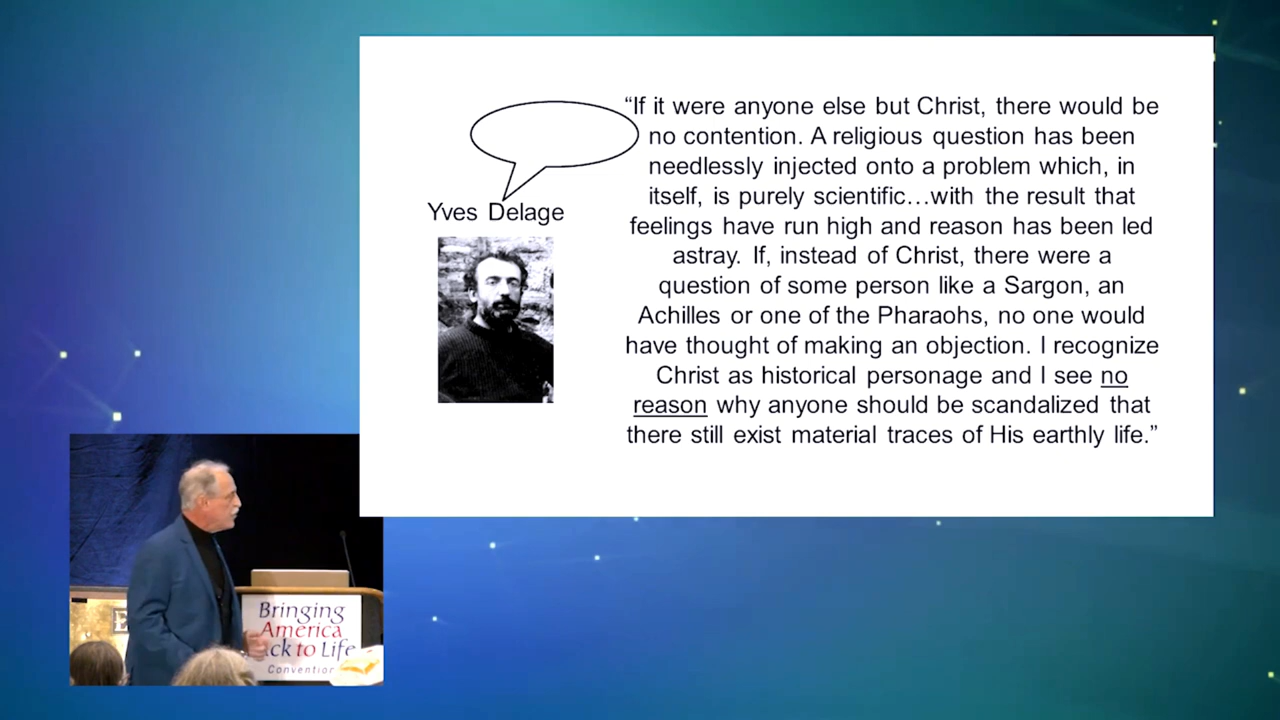 “If it were anyone else but Christ, there would be
no contention. A religious question has been
needlessly injected onto a problem which, in
itself, is purely scientific…with the result that
feelings have run high and reason has been led
astray. If, instead of Christ, there were a
question of some person like a Sargon, an
Achilles or one of the Pharaohs, no one would
have thought of making an objection. I recognize
Christ as historical personage and I see no
reason why anyone should be scandalized that
there still exist material traces of His earthly life.”
Yves Delage
Bringing
America
ck to Life
Convention